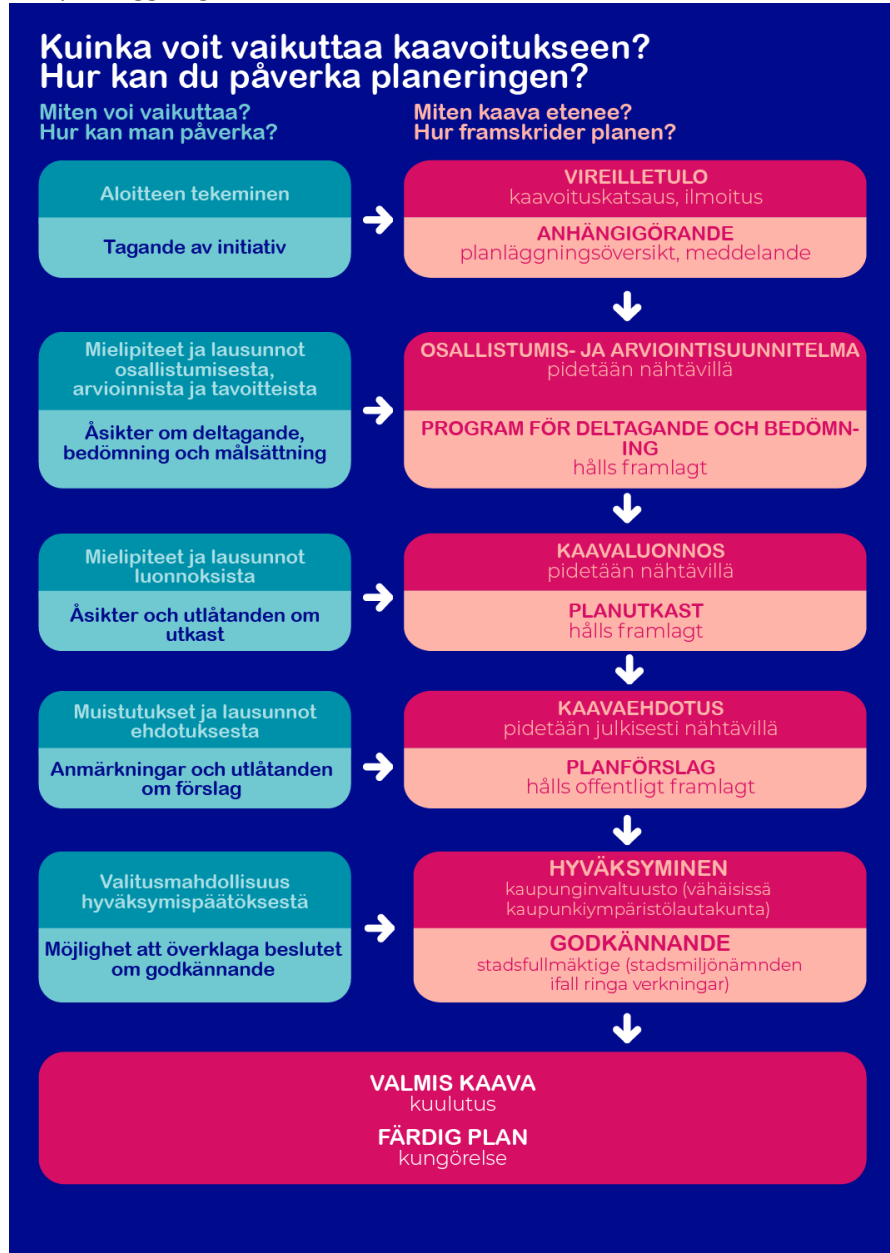 Kuinka voit vaikuttaa kaavoitukseen?
Hur kan du påverka planeringen?
Miten voi vaikuttaa?
Hur kan man påverka?
Miten kaava etenee?
Hur framskrider planen?
Aloitteen tekeminen
Tagande av initiativ
VIREILLETULO
kaavoituskatsaus, ilmoitus
ANHÄNGIGÖRANDE
planläggningsöversikt, meddelande
Mielipiteet ja lausunnot
osallistumisesta,
arvioinnista ja tavoitteista
Åsikter om deltagande,
bedömning och målsättning
OSALLISTUMIS- JA ARVIOINTISUUNNITELMA
pidetään nähtävillä
PROGRAM FÖR DELTAGANDE OCH BEDÖMN-
ING
hålls framlagt
Mielipiteet ja lausunnot
luonnoksista
Åsikter och utlåtanden om
utkast
KAAVALUONNOS
pidetään nähtävillä
PLANUTKAST
hålls framlagt
Muistutukset ja lausunnot
ehdotuksesta
Anmärkningar och utlåtanden
om förslag
KAAVAEHDOTUS
pidetään julkisesti nähtävillä
PLANFÖRSLAG
hålls offentligt framlagt
Valitusmahdollisuus
hyväksymispäätöksestä
Möjlighet att överklaga beslutet
om godkännande
HYVÄKSYMINEN
kaupunginvaltuusto (vähäisissä
kaupunkiympäristölautakunta)
GODKÄNNANDE
stadsfullmäktige (stadsmiljönämnden
ifall ringa verkningar)
VALMIS KAAVA
kuulutus
FÄRDIG PLAN
kungörelse